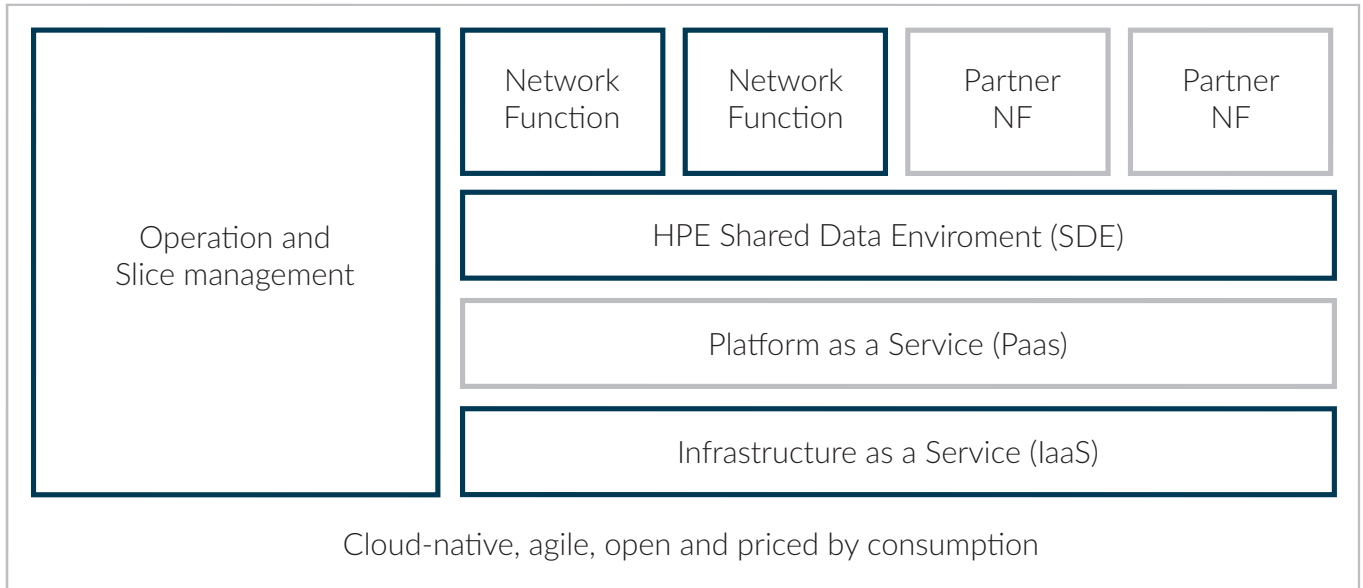 Operation and
Slice management
Network
Function
Network
Function
Partner
NF
Partner
NF
HPE Shared Data Enviroment (SDE)
Platform as a Service (Paas)
Infrastructure as a Service (IaaS)
Cloud-native, agile, open and priced by consumption